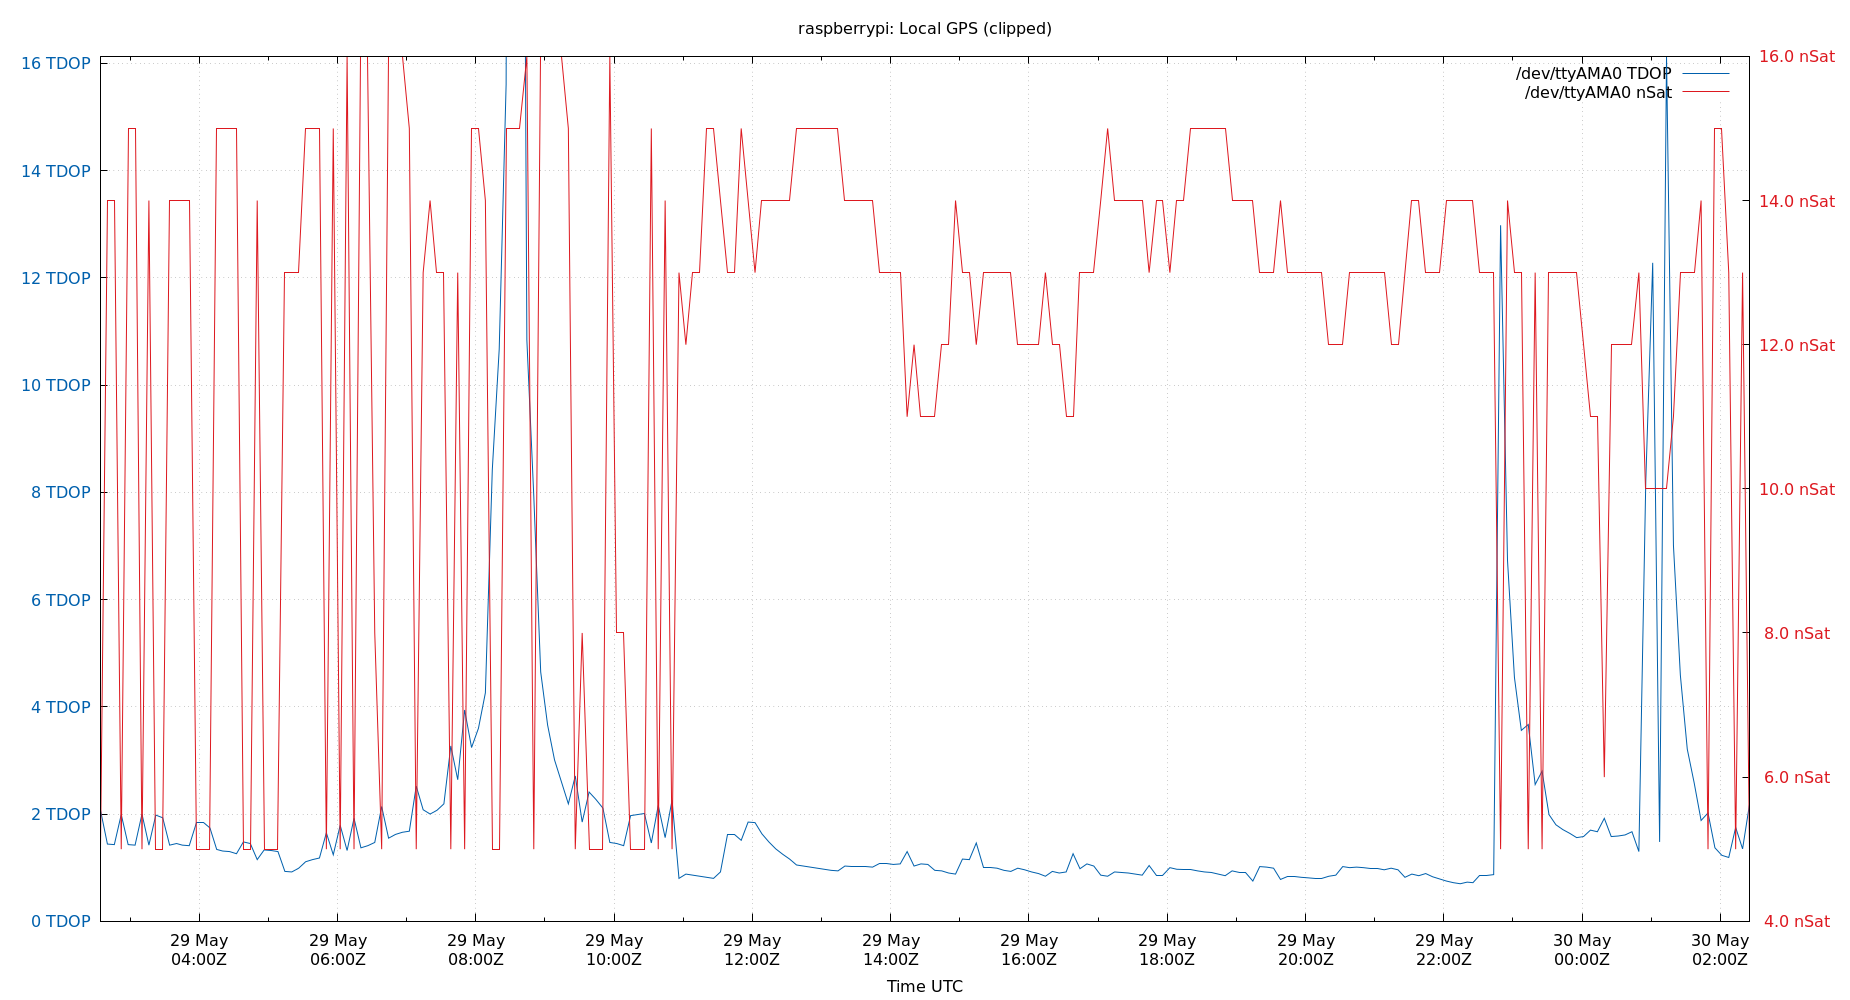 raspberrypi: Local GPS (clipped)
16 TDOP
14 TDOP
12 TDOP
10 TDOP
8 TDOP
6 TDOP
4 TDOP
2 TDOP
0 TDOP
16.0 nSat
14.0 nSat
12.0 nSat
10.0 nSat
8.0 nSat
6.0 nSat
4.0 nSat
/dev/ttyAMA0 TDOP
/dev/ttyAMA0 nSat
29 May 29 May 29 May 29 May 29 May 29 May 29 May 29 May 29 May 29 May 30 May 30 May
04:00Z 06:00Z 08:00Z 10:00Z 12:00Z 14:00Z 16:00Z 18:00Z 20:00Z 22:00Z 00:00Z 02:00Z
Time UTC